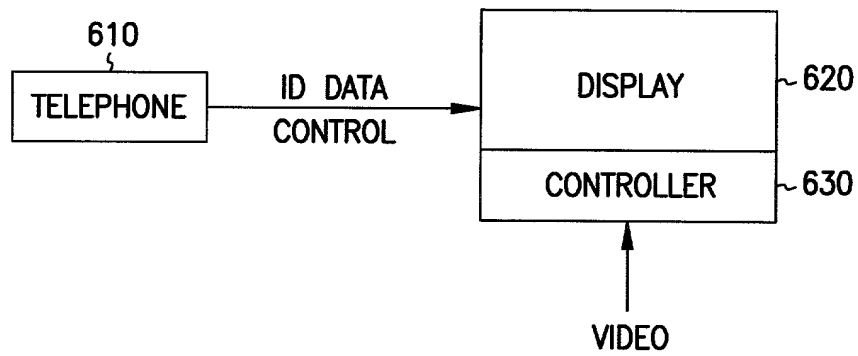 610
TELEPHONE
ID DATA
CONTROL
DISPLAY
620
CONTROLLER
630
VIDEO